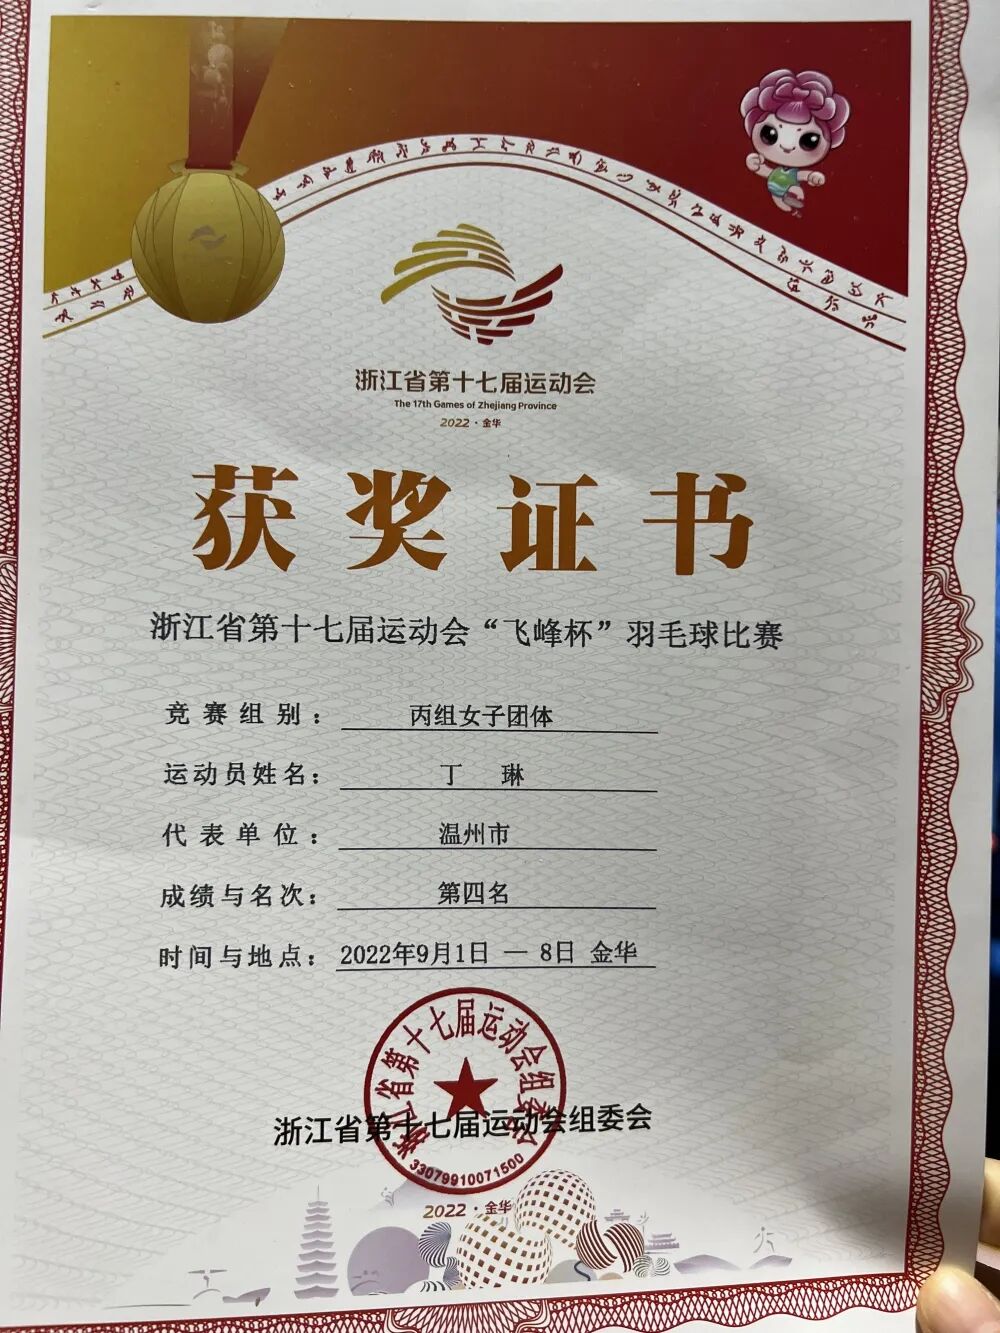 浙江省第十七届运动会
The 17th Games of Zhejiang Province
2022·金华
获奖证书
浙江省第十七届运动会“飞峰杯”羽毛球比赛
竞赛组别：丙组女子团体
运动员姓名：丁 琳
代表单位：温州市
成绩与名次：第四名
时间与地点：2022年9月1日 — 8日 金华
浙江省第十七届运动会组委会
浙江省第十七届运动会组委会
33079910071500
2022·金华